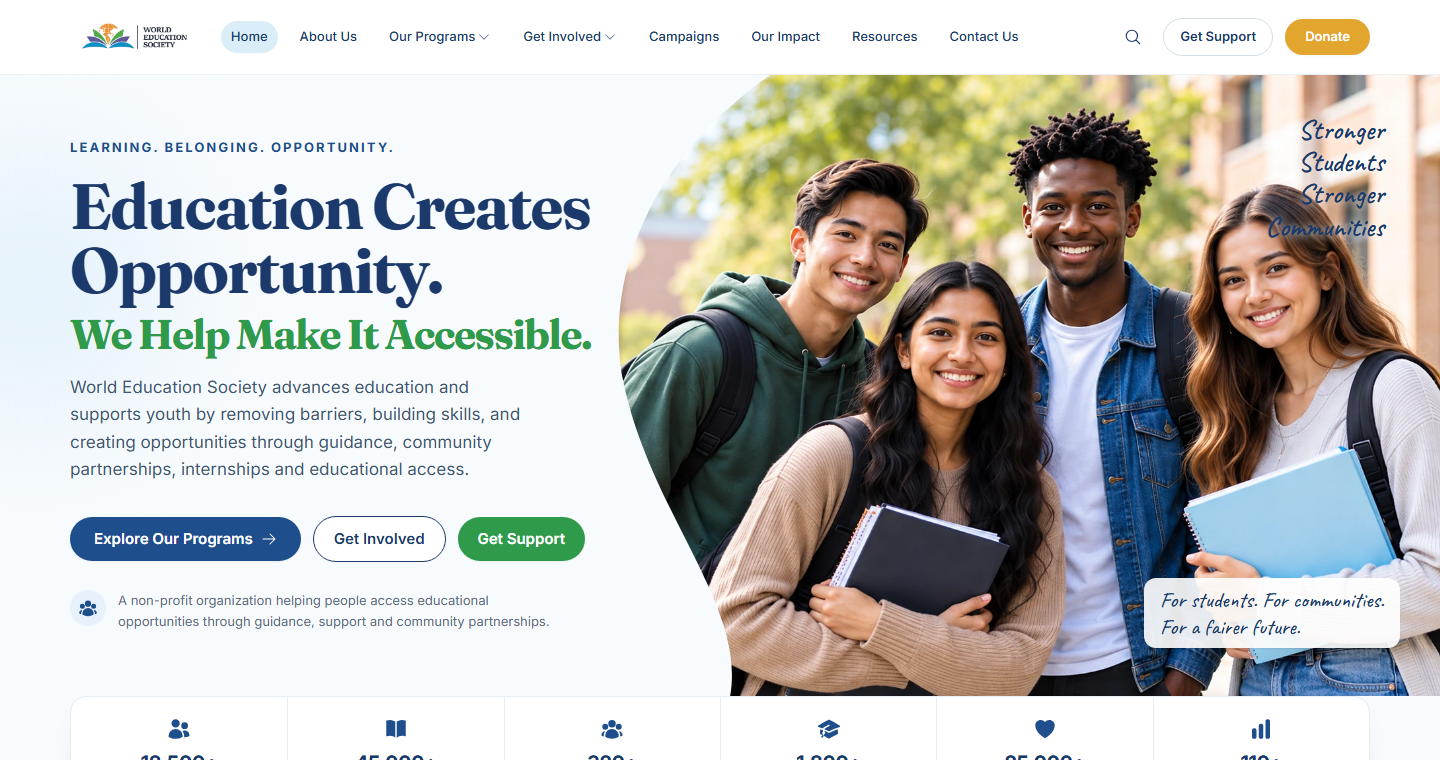 WORLD
EDUCATION
SOCIETY
Home
About Us
Our Programs
Get Involved
Campaigns
Our Impact
Resources
Contact Us
Get Support
Donate
LEARNING. BELONGING. OPPORTUNITY.
Education Creates
Opportunity.
We Help Make It Accessible.
World Education Society advances education and
supports youth by removing barriers, building skills, and
creating opportunities through guidance, community
partnerships, internships and educational access.
Explore Our Programs
Get Involved
Get Support
A non-profit organization helping people access educational
opportunities through guidance, support and community partnerships.
Stronger
Students
Stronger
Communities
For students. For communities.
For a fairer future.